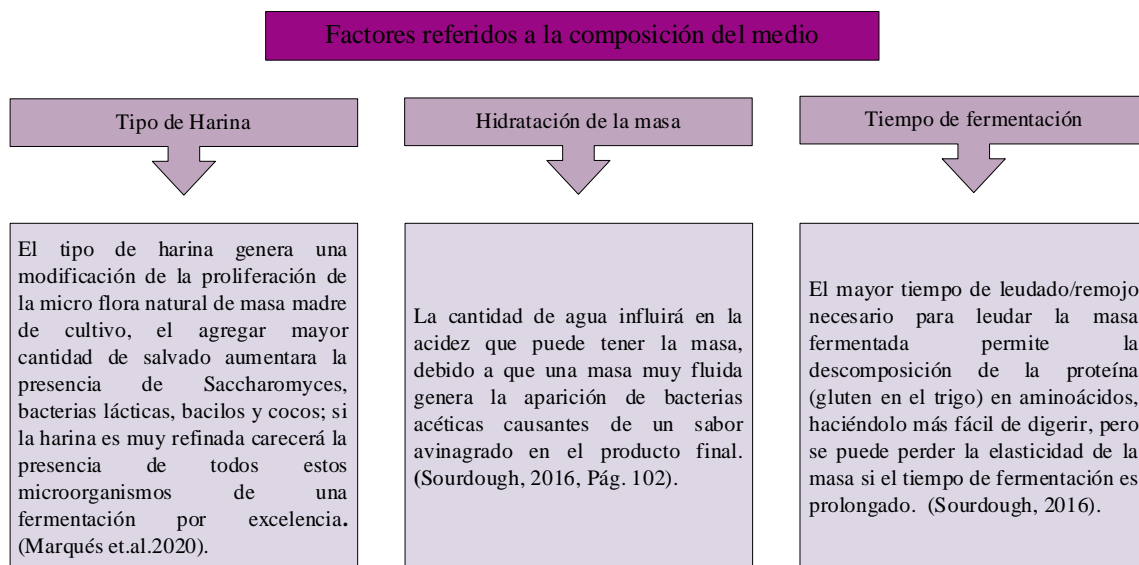 Factores referidos a la composición del medio
Tipo de Harina
El tipo de harina genera una
modificación de la proliferación de
la micro flora natural de masa madre
de cultivo, el agregar mayor
cantidad de salvado aumentara la
presencia de Saccharomyces,
bacterias lácticas, bacilos y cocos; si
la harina es muy refinada carecerá la
presencia de todos estos
microorganismos de una
fermentación por excelencia.
(Marqués et.al.2020).
Hidratación de la masa
La cantidad de agua influirá en la
acidez que puede tener la masa,
debido a que una masa muy fluida
genera la aparición de bacterias
acéticas causantes de un sabor
avinagrado en el producto final.
(Sourdough, 2016, Pág. 102).
Tiempo de fermentación
El mayor tiempo de leudado/remojo
necesario para leudar la masa
fermentada permite la
descomposición de la proteína
(gluten en el trigo) en aminoácidos,
haciéndolo más fácil de digerir, pero
se puede perder la elasticidad de la
masa si el tiempo de fermentación es
prolongado. (Sourdough, 2016).